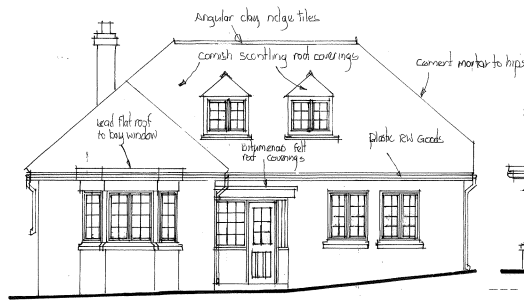 Angular clay ridge tiles
Cornish Scantling roof coverings
Cement mortar to hips
Lead flat roof
to bay window
Bitumenous felt
roof coverings
plastic RW Goods